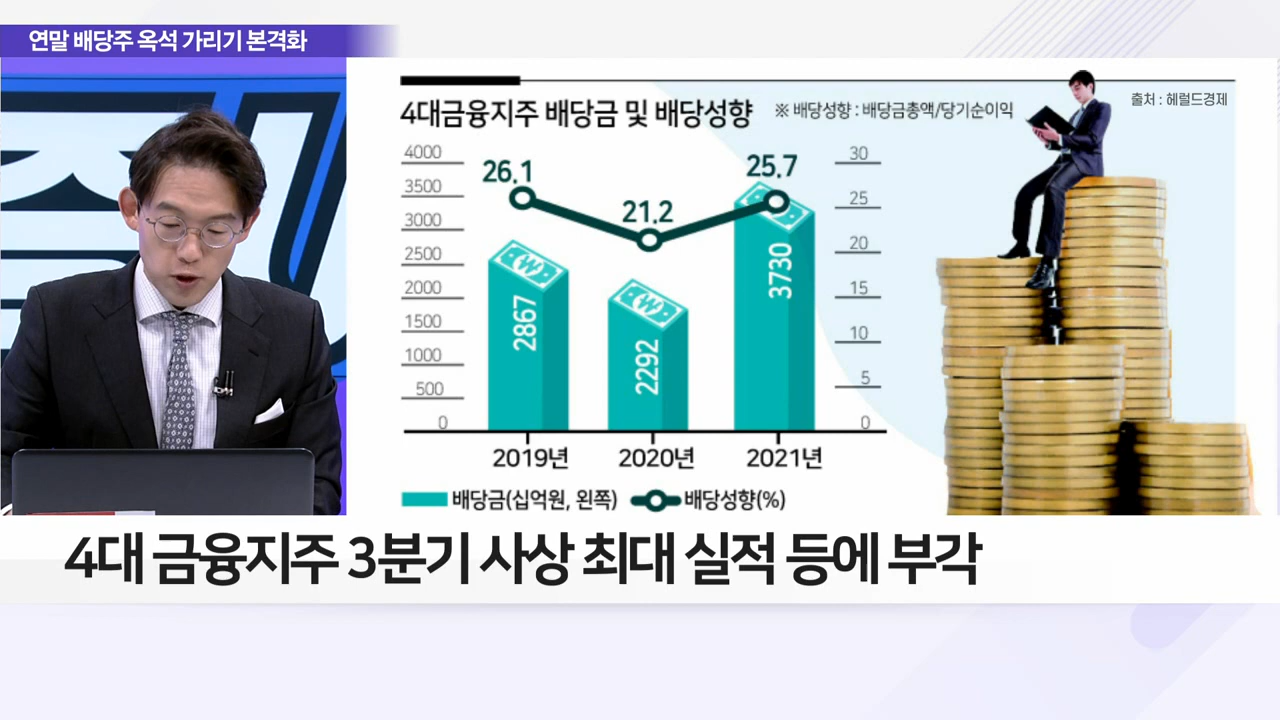 연말 배당주 옥석 가리기 본격화
4대금융지주 배당금 및 배당성향
※ 배당성향 : 배당금총액/당기순이익
출처 : 헤럴드경제
4000
3500
3000
2500
2000
1500
1000
500
0
26.1
21.2
25.7
2867
2292
3730
30
25
20
15
10
5
0
2019년
2020년
2021년
배당금(십억원, 왼쪽)
배당성향(%)
4대 금융지주 3분기 사상 최대 실적 등에 부각